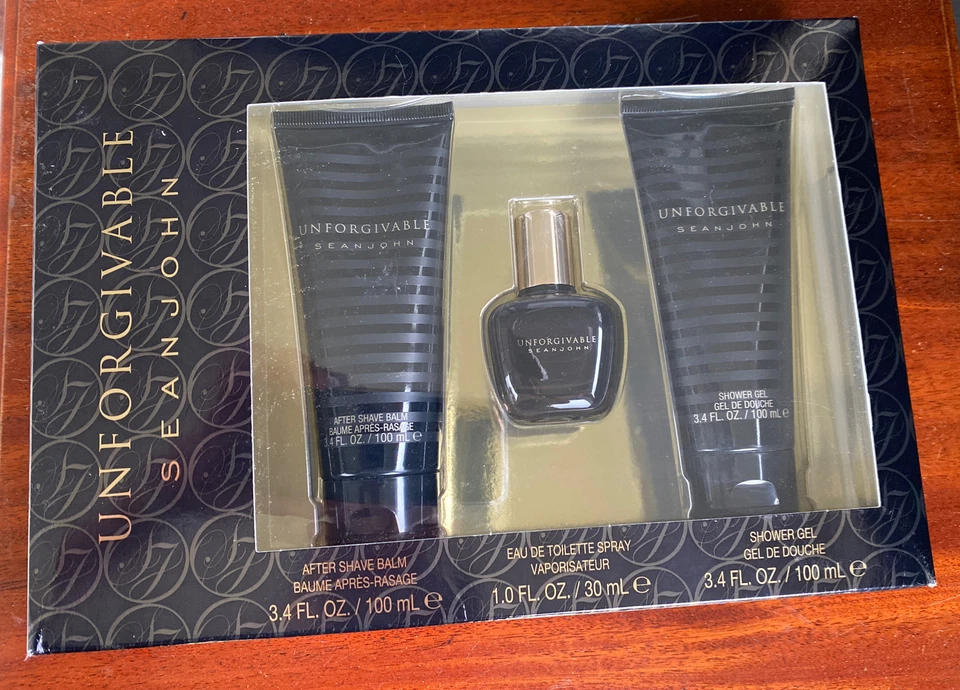 UNFORGIVABLE
SEANJOHN
UNFORGIVABLE
SEANJOHN
AFTER SHAVE BALM
BAUME APRÈS-RASAGE
3.4 FL. OZ. / 100 mL ℮
UNFORGIVABLE
SEANJOHN
UNFORGIVABLE
SEANJOHN
SHOWER GEL
GEL DE DOUCHE
3.4 FL. OZ. / 100 mL ℮
AFTER SHAVE BALM
BAUME APRÈS-RASAGE
3.4 FL. OZ. / 100 mL ℮
EAU DE TOILETTE SPRAY
VAPORISATEUR
1.0 FL. OZ. / 30 mL ℮
SHOWER GEL
GEL DE DOUCHE
3.4 FL. OZ. / 100 mL ℮